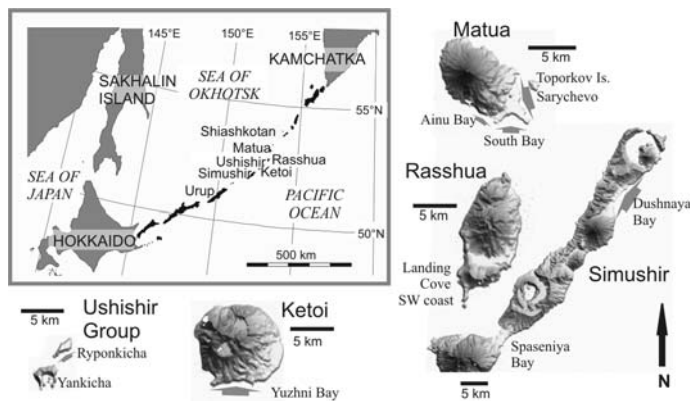 145°E
150°E
155°E
KAMCHATKA
SEA OF
OKHOTSK
SAKHALIN
ISLAND
55°N
Shiashkotan
Matua
Ushishir
Rasshua
Simushir
Ketoi
Urup
SEA OF
JAPAN
PACIFIC
OCEAN
HOKKAIDO
50°N
500 km
Matua
5 km
Toporkov Is.
Sarychevo
Ainu Bay
South Bay
Rasshua
5 km
Landing
Cove
SW coast
Dushnaya
Bay
Simushir
Spaseniya
Bay
5 km
N
Ushishir
Group
5 km
Ryponkicha
Yankicha
Ketoi
5 km
Yuzhni Bay